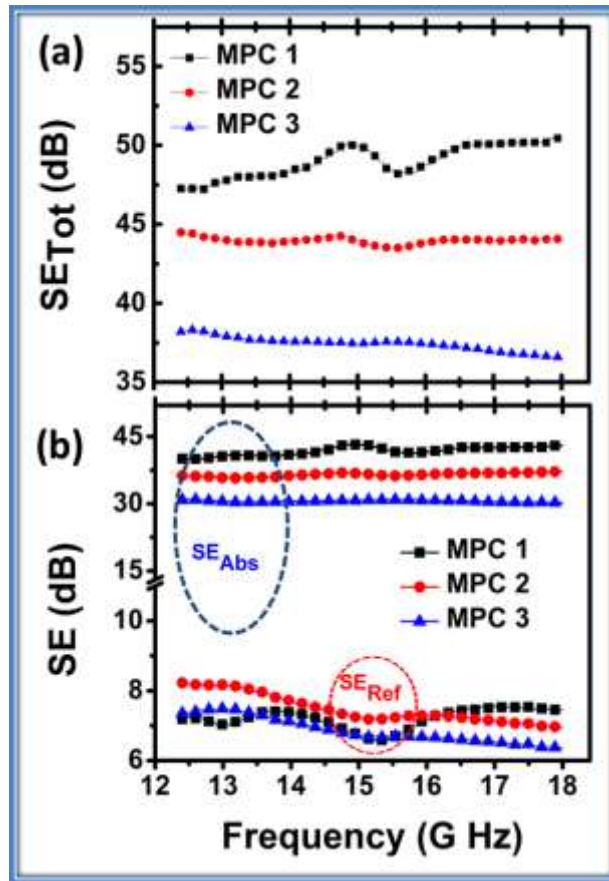 (a)
MPC 1
MPC 2
MPC 3
SETot (dB)
55
50
45
40
35
(b)
45
30
15
10
8
6
SE (dB)
SEAbs
MPC 1
MPC 2
MPC 3
SERef
12 13 14 15 16 17 18
Frequency (G Hz)